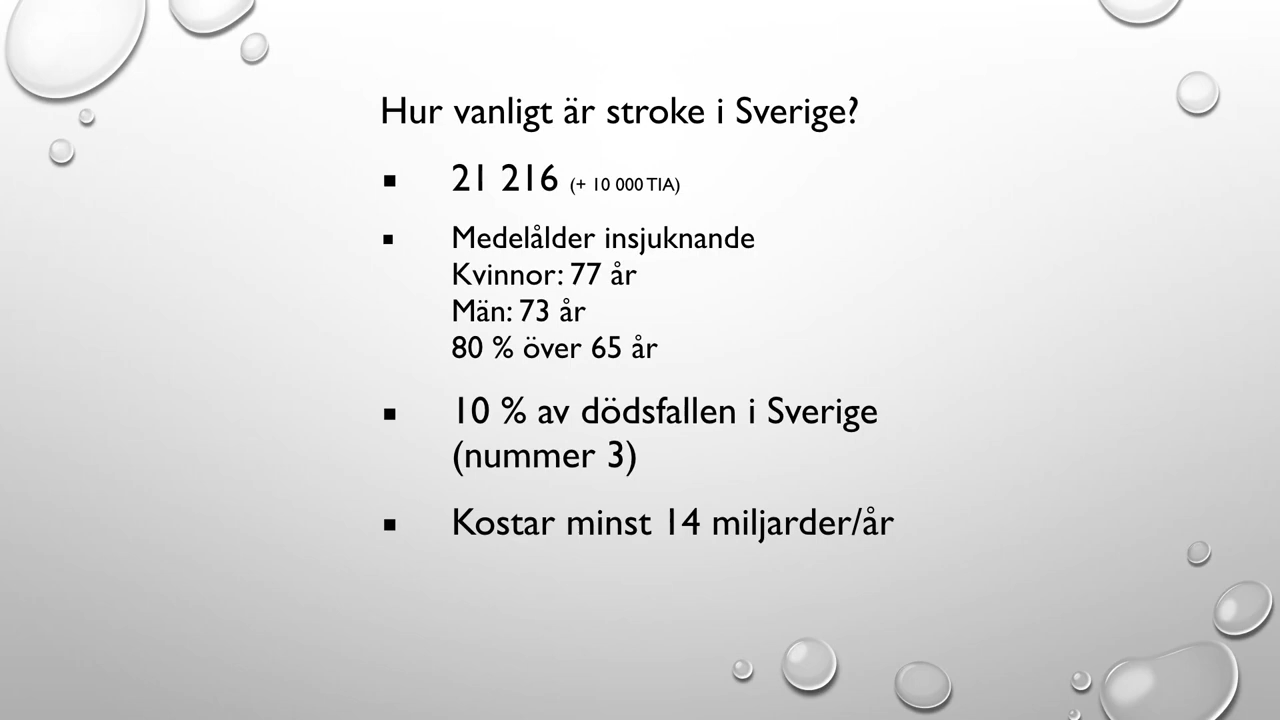 Hur vanligt är stroke i Sverige?
▪ 21 216 (+ 10 000 TIA)
▪ Medelålder insjuknande
Kvinnor: 77 år
Män: 73 år
80 % över 65 år
▪ 10 % av dödsfallen i Sverige
(nummer 3)
▪ Kostar minst 14 miljarder/år